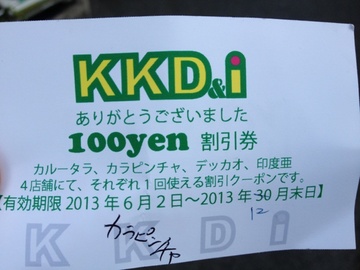 KKD&i
ありがとうございました
100yen 割引券
カルータラ、カラピンチャ、デッカオ、印度亜
4店舗にて、それぞれ1回使える割引クーポンです。
【有効期限 2013年6月2日~2013年30月末日】
12
カラピンチャ
KKDi